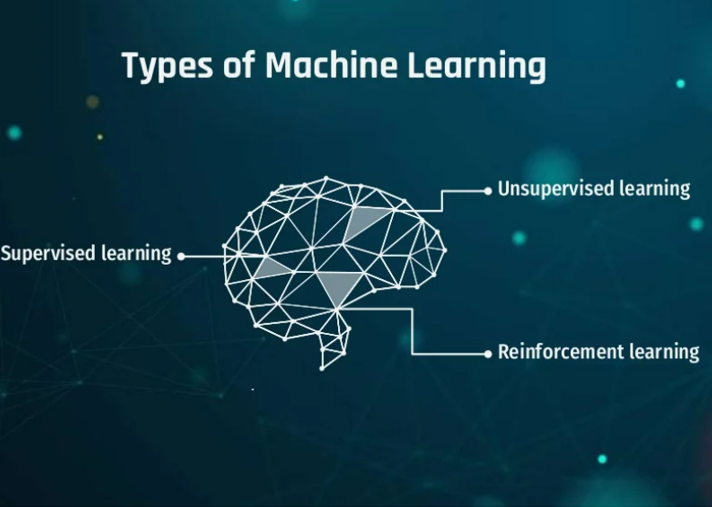 Types of Machine Learning
Unsupervised learning
Supervised learning
Reinforcement learning